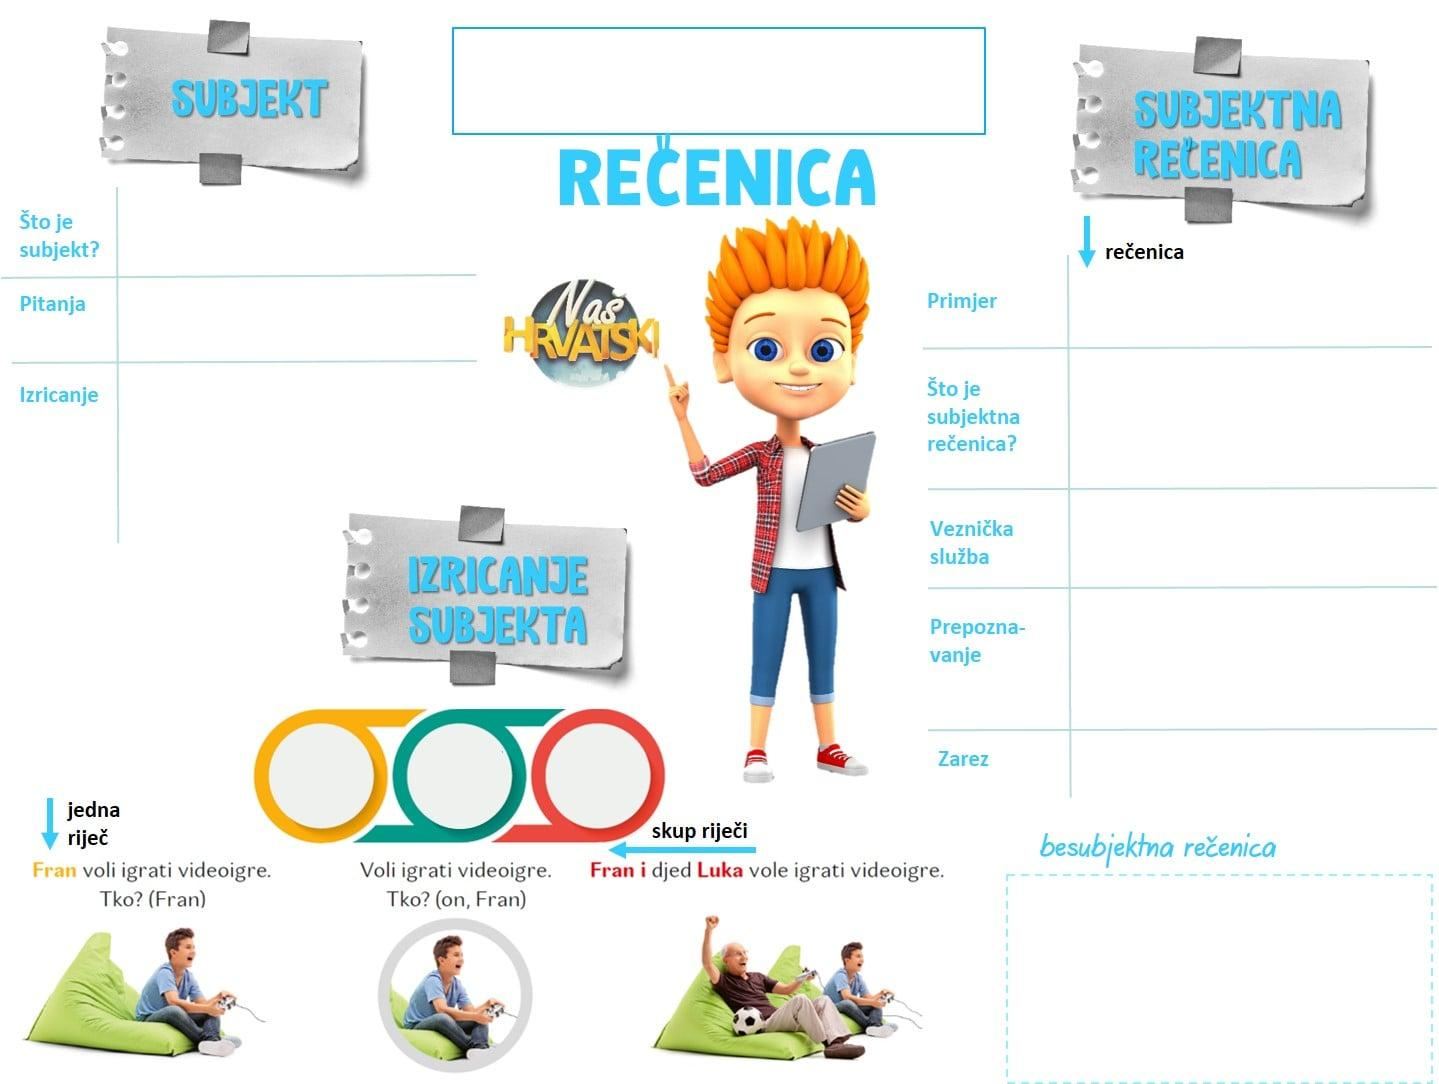 SUBJEKT
Što je
subjekt?
Pitanja
Izricanje
REČENICA
Naš
HRVATSKI
SUBJEKTNA
REČENICA
rečenica
Primjer
Što je
subjektna
rečenica?
Veznička
služba
Prepozna-
vanje
Zarez
IZRICANJE
SUBJEKTA
jedna
riječ
Fran voli igrati videoigre.
Tko? (Fran)
Voli igrati videoigre.
Tko? (on, Fran)
skup riječi
Fran i djed Luka vole igrati videoigre.
besubjektna rečenica